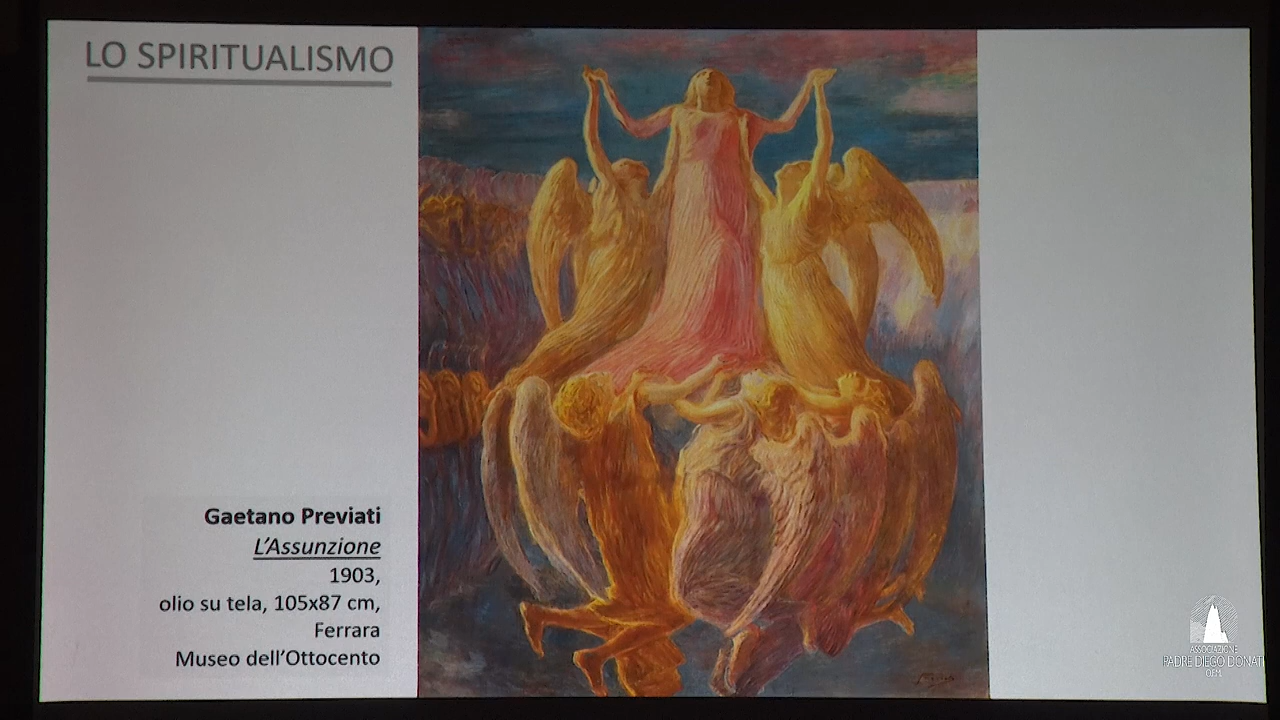 LO SPIRITUALISMO
Gaetano Previati
L'Assunzione
1903,
olio su tela, 105x87 cm,
Ferrara
Museo dell'Ottocento
ASSOCIAZIONE
PADRE DIEGO DONATI
OFM